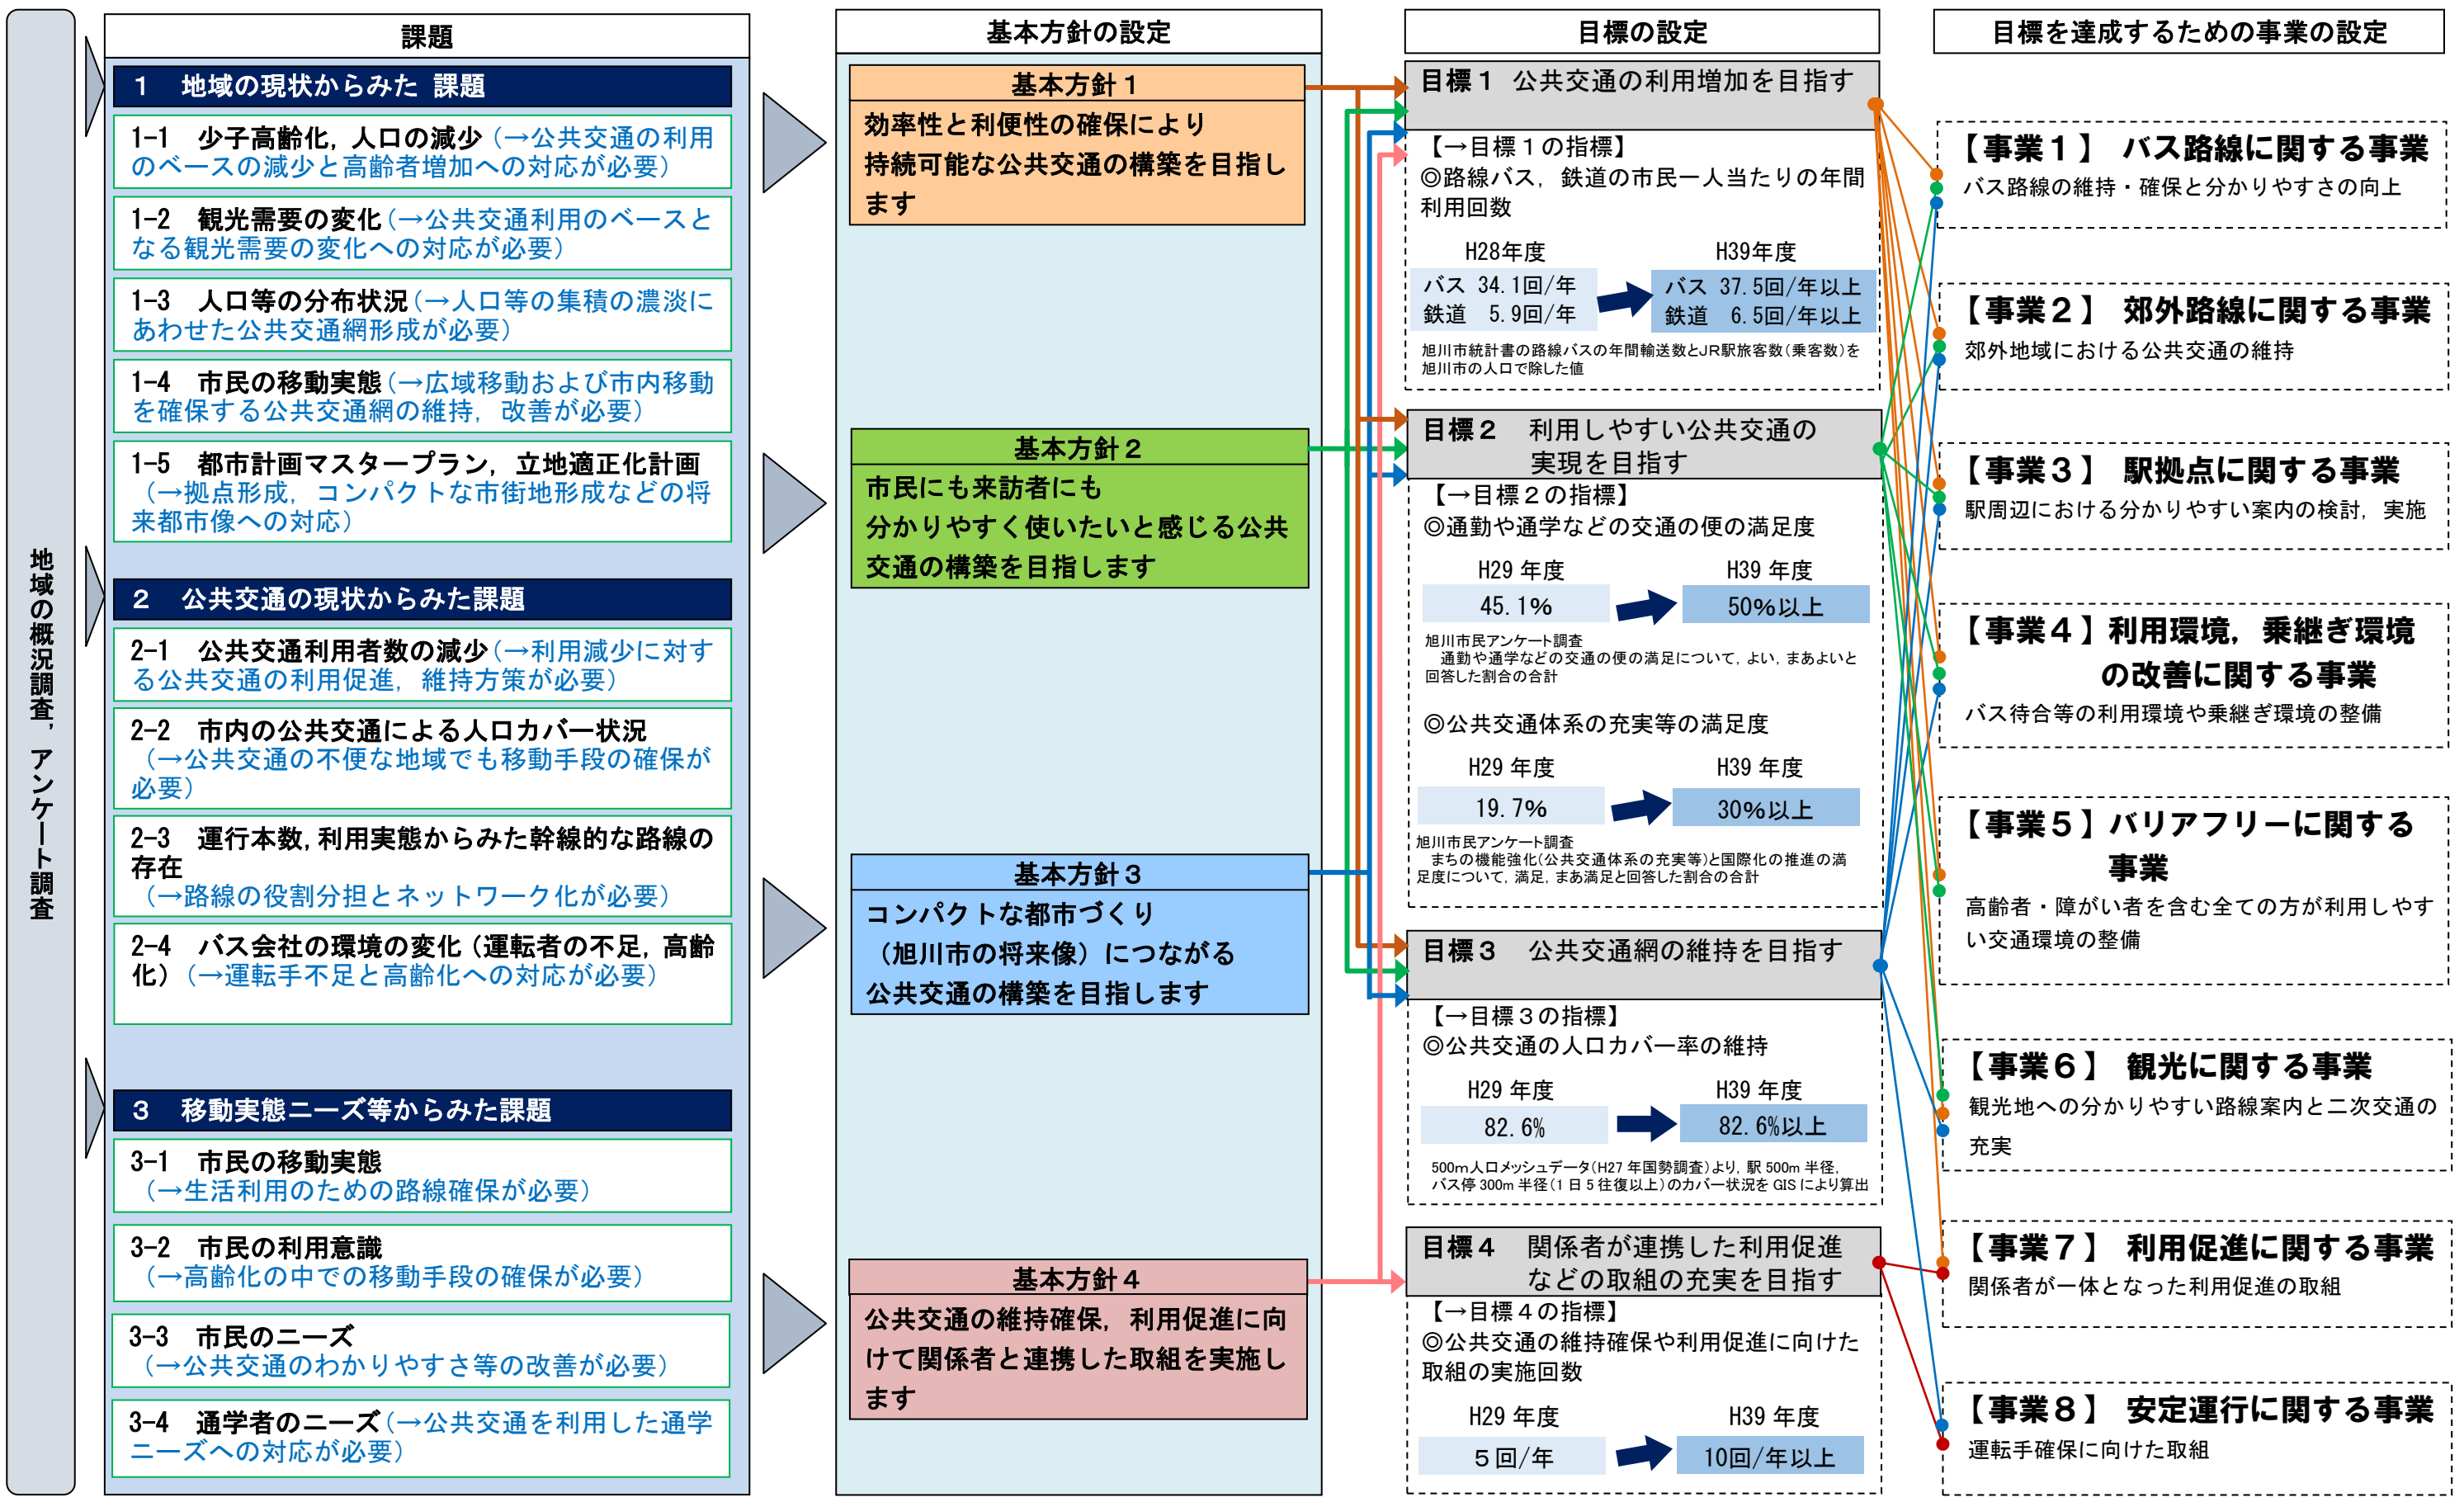 地域の概況調査，アンケート調査
課題
１　地域の現状からみた 課題
1-1　少子高齢化，人口の減少（→公共交通の利用
のベースの減少と高齢者増加への対応が必要）
1-2　観光需要の変化（→公共交通利用のベースと
なる観光需要の変化への対応が必要）
1-3　人口等の分布状況（→人口等の集積の濃淡に
あわせた公共交通網形成が必要）
1-4　市民の移動実態（→広域移動および市内移動
を確保する公共交通網の維持，改善が必要）
1-5　都市計画マスタープラン，立地適正化計画
（→拠点形成，コンパクトな市街地形成などの将
来都市像への対応）
２　公共交通の現状からみた課題
2-1　公共交通利用者数の減少（→利用減少に対す
る公共交通の利用促進，維持方策が必要）
2-2　市内の公共交通による人口カバー状況
（→公共交通の不便な地域でも移動手段の確保が
必要）
2-3　運行本数，利用実態からみた幹線的な路線の
存在
（→路線の役割分担とネットワーク化が必要）
2-4　バス会社の環境の変化（運転者の不足，高齢
化）（→運転手不足と高齢化への対応が必要）
３　移動実態ニーズ等からみた課題
3-1　市民の移動実態
（→生活利用のための路線確保が必要）
3-2　市民の利用意識
（→高齢化の中での移動手段の確保が必要）
3-3　市民のニーズ
（→公共交通のわかりやすさ等の改善が必要）
3-4　通学者のニーズ（→公共交通を利用した通学
ニーズへの対応が必要）
基本方針の設定
基本方針１
効率性と利便性の確保により
持続可能な公共交通の構築を目指し
ます
基本方針２
市民にも来訪者にも
分かりやすく使いたいと感じる公共
交通の構築を目指します
基本方針３
コンパクトな都市づくり
（旭川市の将来像）につながる
公共交通の構築を目指します
基本方針４
公共交通の維持確保，利用促進に向
けて関係者と連携した取組を実施し
ます
目標の設定
目標１ 公共交通の利用増加を目指す
【→目標１の指標】
◎路線バス，鉄道の市民一人当たりの年間
利用回数
H28年度　H39年度
バス 34.1回/年　バス 37.5回/年以上
鉄道　5.9回/年　鉄道　6.5回/年以上
旭川市統計書の路線バスの年間輸送数とJR駅旅客数（乗客数）を
旭川市の人口で除した値
目標２　利用しやすい公共交通の
実現を目指す
【→目標２の指標】
◎通勤や通学などの交通の便の満足度
H29 年度　H39 年度
45.1%　50%以上
旭川市民アンケート調査
通勤や通学などの交通の便の満足について，よい，まあよいと
回答した割合の合計
◎公共交通体系の充実等の満足度
H29 年度　H39 年度
19.7%　30%以上
旭川市民アンケート調査
まちの機能強化（公共交通体系の充実等）と国際化の推進の満
足度について，満足，まあ満足と回答した割合の合計
目標３　公共交通網の維持を目指す
【→目標３の指標】
◎公共交通の人口カバー率の維持
H29 年度　H39 年度
82.6%　82.6%以上
500m人口メッシュデータ（H27 年国勢調査）より，駅 500m 半径，
バス停 300m 半径（1 日 5 往復以上）のカバー状況を GIS により算出
目標４　関係者が連携した利用促進
などの取組の充実を目指す
【→目標４の指標】
◎公共交通の維持確保や利用促進に向けた
取組の実施回数
H29 年度　H39 年度
５回/年　10回/年以上
目標を達成するための事業の設定
【事業１】 バス路線に関する事業
バス路線の維持・確保と分かりやすさの向上
【事業２】 郊外路線に関する事業
郊外地域における公共交通の維持
【事業３】 駅拠点に関する事業
駅周辺における分かりやすい案内の検討，実施
【事業４】利用環境，乗継ぎ環境
の改善に関する事業
バス待合等の利用環境や乗継ぎ環境の整備
【事業５】バリアフリーに関する
事業
高齢者・障がい者を含む全ての方が利用しやす
い交通環境の整備
【事業６】 観光に関する事業
観光地への分かりやすい路線案内と二次交通の
充実
【事業７】 利用促進に関する事業
関係者が一体となった利用促進の取組
【事業８】 安定運行に関する事業
運転手確保に向けた取組